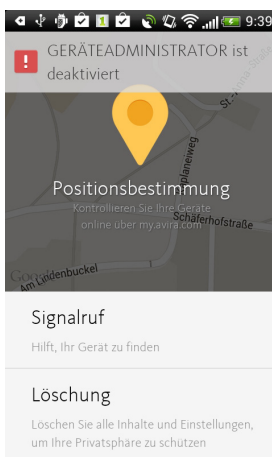 9:39
GERÄTEADMINISTRATOR ist
deaktiviert
Positionsbestimmung
Kontrollieren Sie Ihre Geräte
online über my.avira.com
Schäferhofstraße
Am Lindenbuckel
Signalruf
Hilft, Ihr Gerät zu finden
Löschung
Löschen Sie alle Inhalte und Einstellungen,
um Ihre Privatsphäre zu schützen